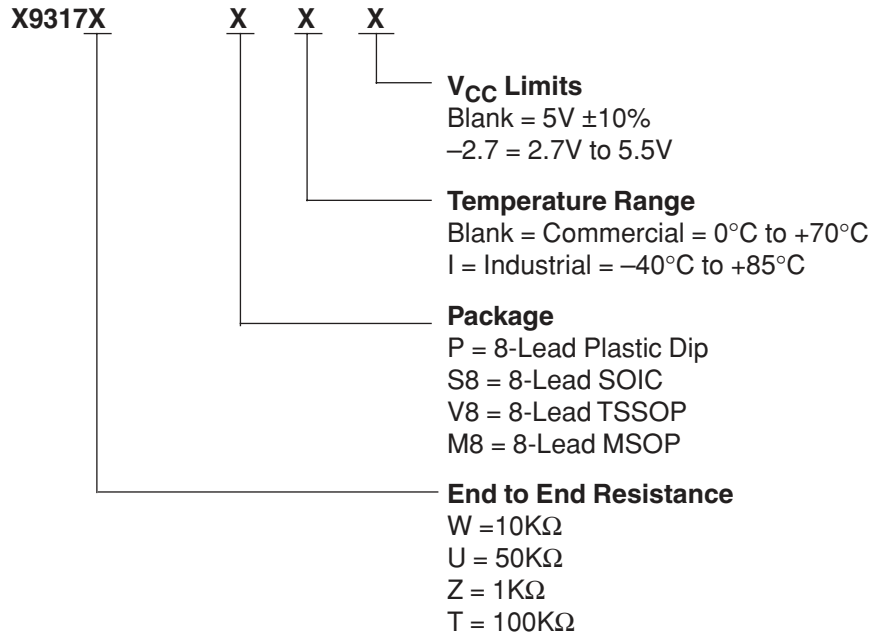 X9317X X X X
V_CC Limits
Blank = 5V ±10%
–2.7 = 2.7V to 5.5V
Temperature Range
Blank = Commercial = 0°C to +70°C
I = Industrial = –40°C to +85°C
Package
P = 8-Lead Plastic Dip
S8 = 8-Lead SOIC
V8 = 8-Lead TSSOP
M8 = 8-Lead MSOP
End to End Resistance
W =10KΩ
U = 50KΩ
Z = 1KΩ
T = 100KΩ